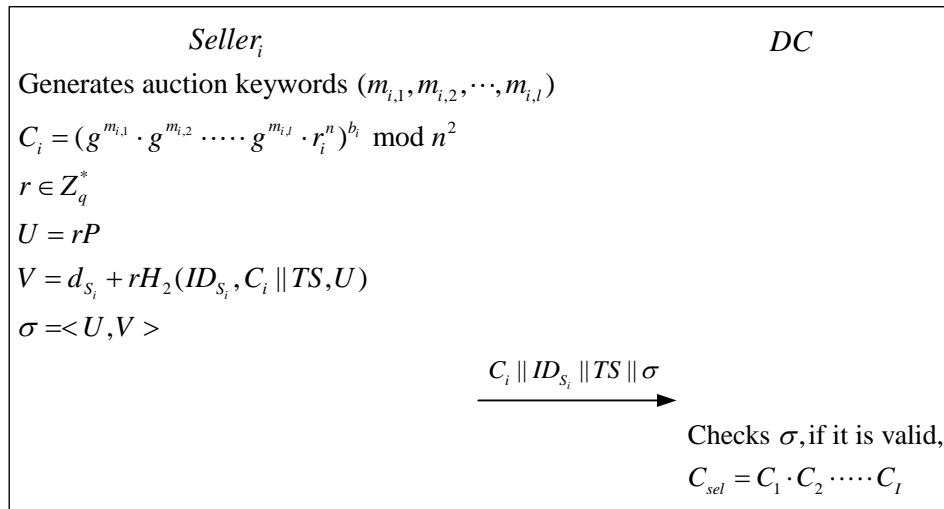 Seller_i DC
Generates auction keywords (m_{i,1}, m_{i,2}, ⋯, m_{i,l})
C_i = (g^{m_{i,1}} · g^{m_{i,2}} ····· g^{m_{i,l}} · r_i^n)^{b_i} mod n^2
r ∈ Z_q^*
U = rP
V = d_{S_i} + rH_2(ID_{S_i}, C_i || TS, U)
σ =< U, V >
C_i || ID_{S_i} || TS || σ
Checks σ, if it is valid,
C_{sel} = C_1 · C_2 ····· C_I